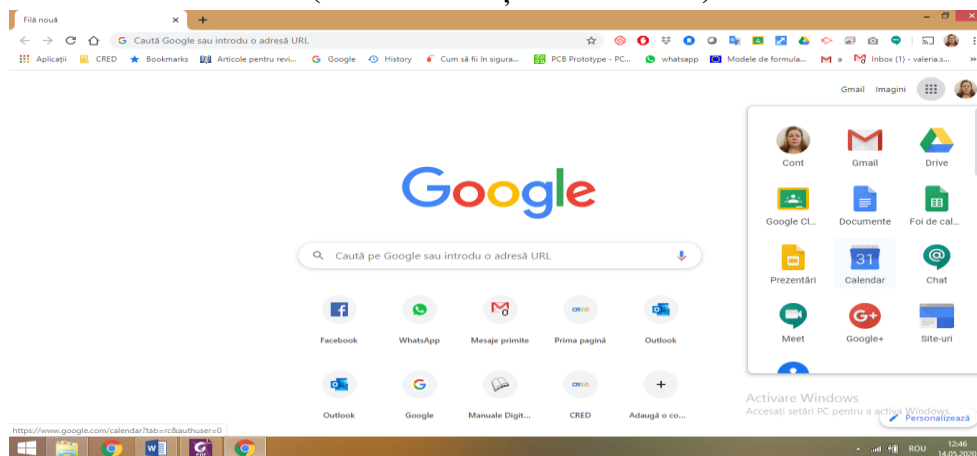 Filă nouă
Caută Google sau introdu o adresă URL
Aplicații CRED Bookmarks Articole pentru revi... Google History Cum să fii în sigura... PCB Prototype - PC... whatsapp Modele de formula... a Inbox (1) - valeria.s... »
Gmail Imagini
Cont Gmail Drive
Google
Google Cl... Documente Foi de cal...
Caută pe Google sau introdu o adresă URL
31
Prezentări Calendar Chat
CRED
Facebook WhatsApp Mesaje primite Prima pagină Outlook
G+
Meet Google+ Site-uri
CRED
Outlook Google Manuale Digit... CRED Adaugă o co...
Activare Windows
Accesați setări PC pentru a activa Windows.
Personalizează
https://www.google.com/calendar?tab=rc&authuser=0
ROU 12:46
14.05.2020